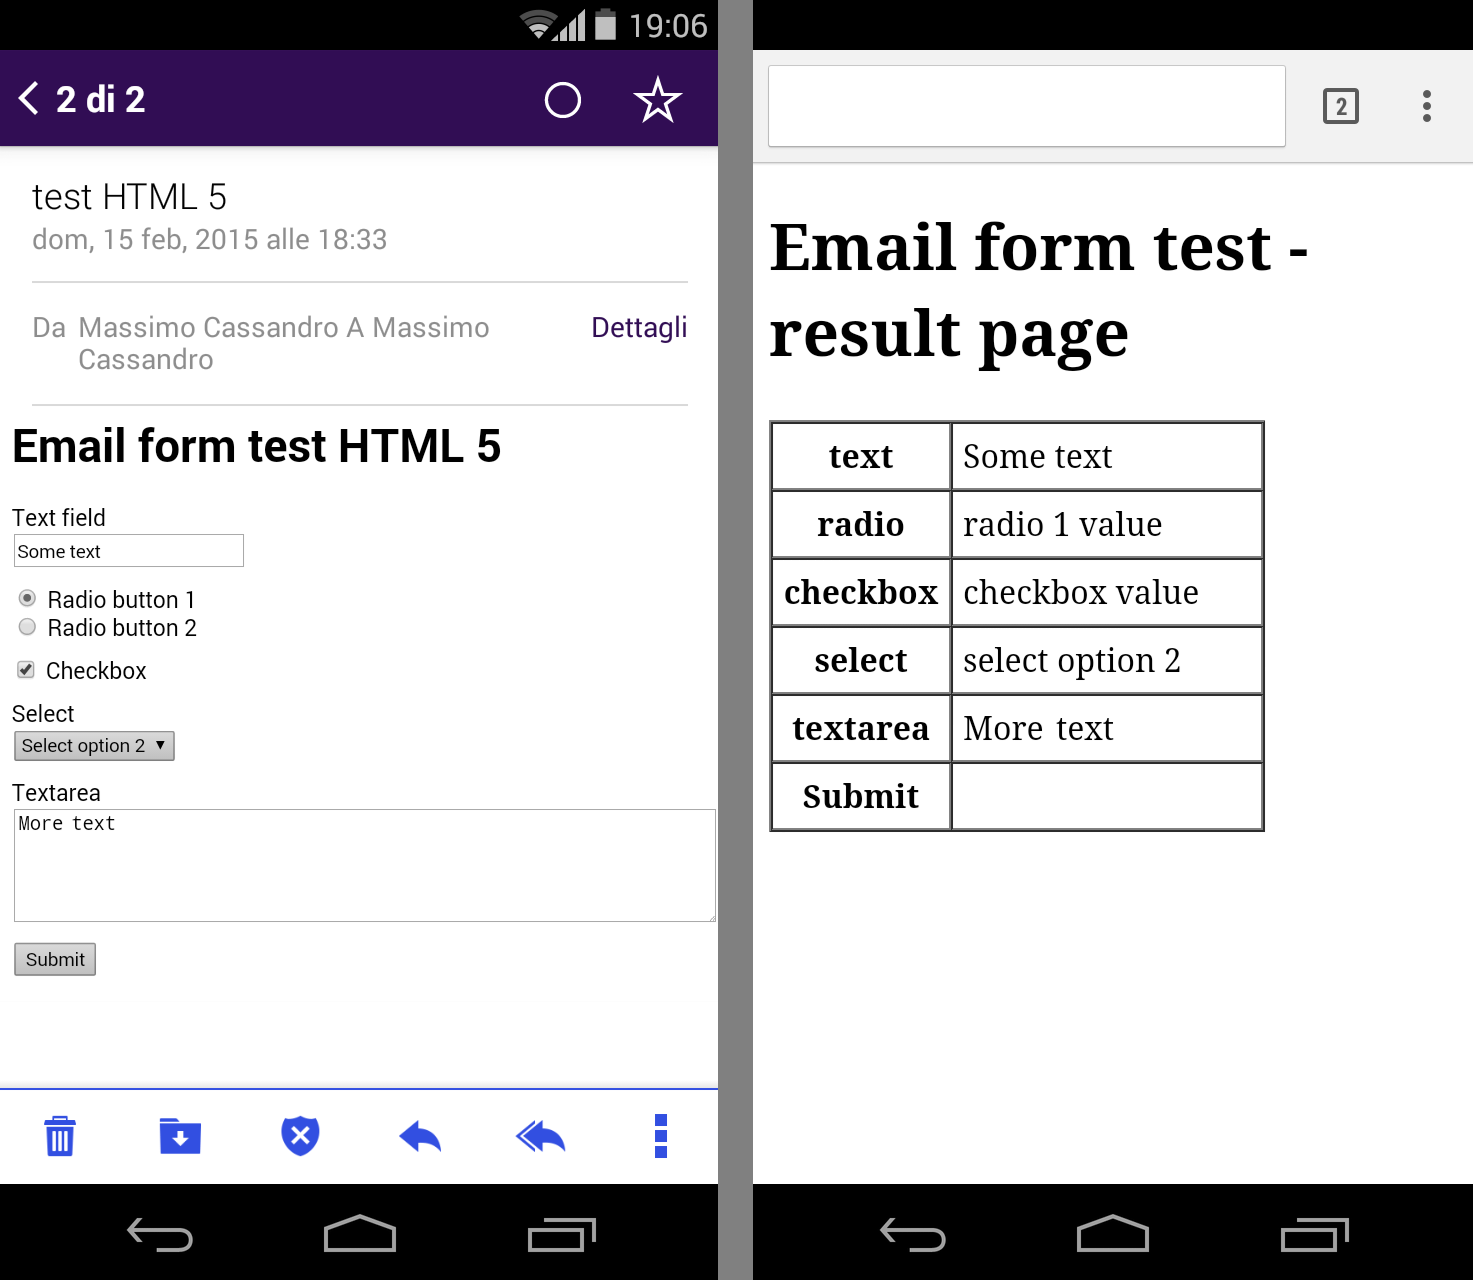 19:06
2 di 2
test HTML 5
dom, 15 feb, 2015 alle 18:33
Da Massimo Cassandro A Massimo Cassandro Dettagli
Email form test HTML 5
Text field
Some text
Radio button 1
Radio button 2
Checkbox
Select
Select option 2
Textarea
More text
Submit
2
Email form test -
result page
text Some text
radio radio 1 value
checkbox checkbox value
select select option 2
textarea More text
Submit